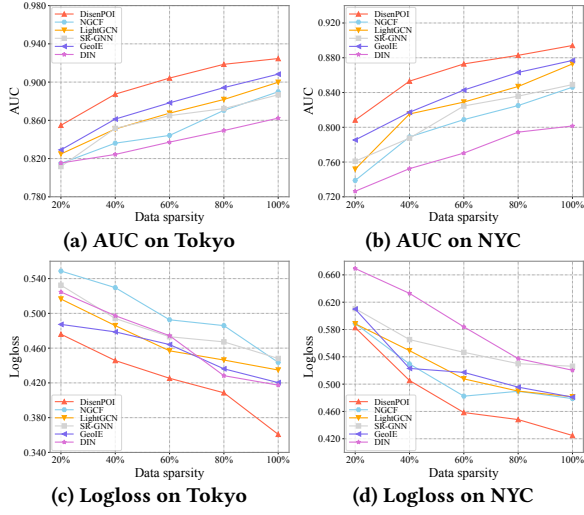 0.980
0.940
0.900
0.860
0.820
0.780
AUC
DisenPOI
NGCF
LightGCN
SR-GNN
GeoIE
DIN
20% 40% 60% 80% 100%
Data sparsity
(a) AUC on Tokyo
0.920
0.880
0.840
0.800
0.760
0.720
AUC
DisenPOI
NGCF
LightGCN
SR-GNN
GeoIE
DIN
20% 40% 60% 80% 100%
Data sparsity
(b) AUC on NYC
0.540
0.500
0.460
0.420
0.380
0.340
Logloss
DisenPOI
NGCF
LightGCN
SR-GNN
GeoIE
DIN
20% 40% 60% 80% 100%
Data sparsity
(c) Logloss on Tokyo
0.660
0.620
0.580
0.540
0.500
0.460
0.420
Logloss
DisenPOI
NGCF
LightGCN
SR-GNN
GeoIE
DIN
20% 40% 60% 80% 100%
Data sparsity
(d) Logloss on NYC